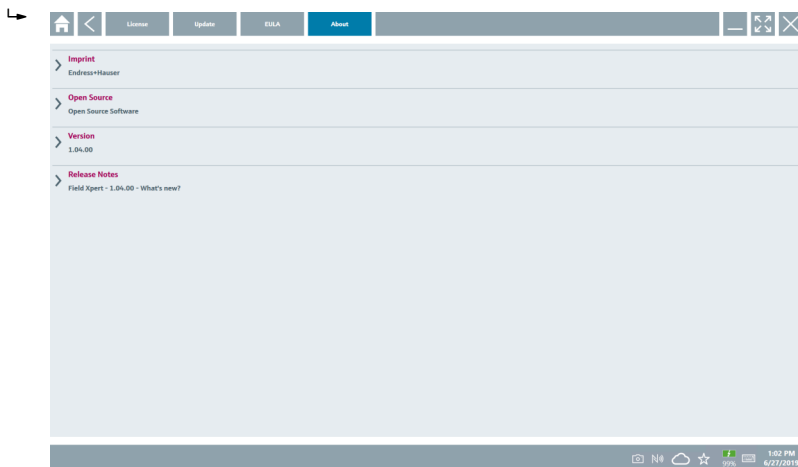 License Update EULA About
Imprint
Endress+Hauser
Open Source
Open Source Software
Version
1.04.00
Release Notes
Field Xpert - 1.04.00 - What's new?
1:02 PM
99% 6/27/2019